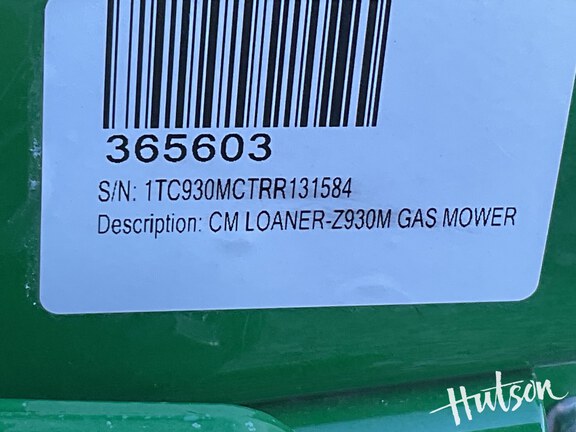 365603
S/N: 1TC930MCTRR131584
Description: CM LOANER-Z930M GAS MOWER
Hutson